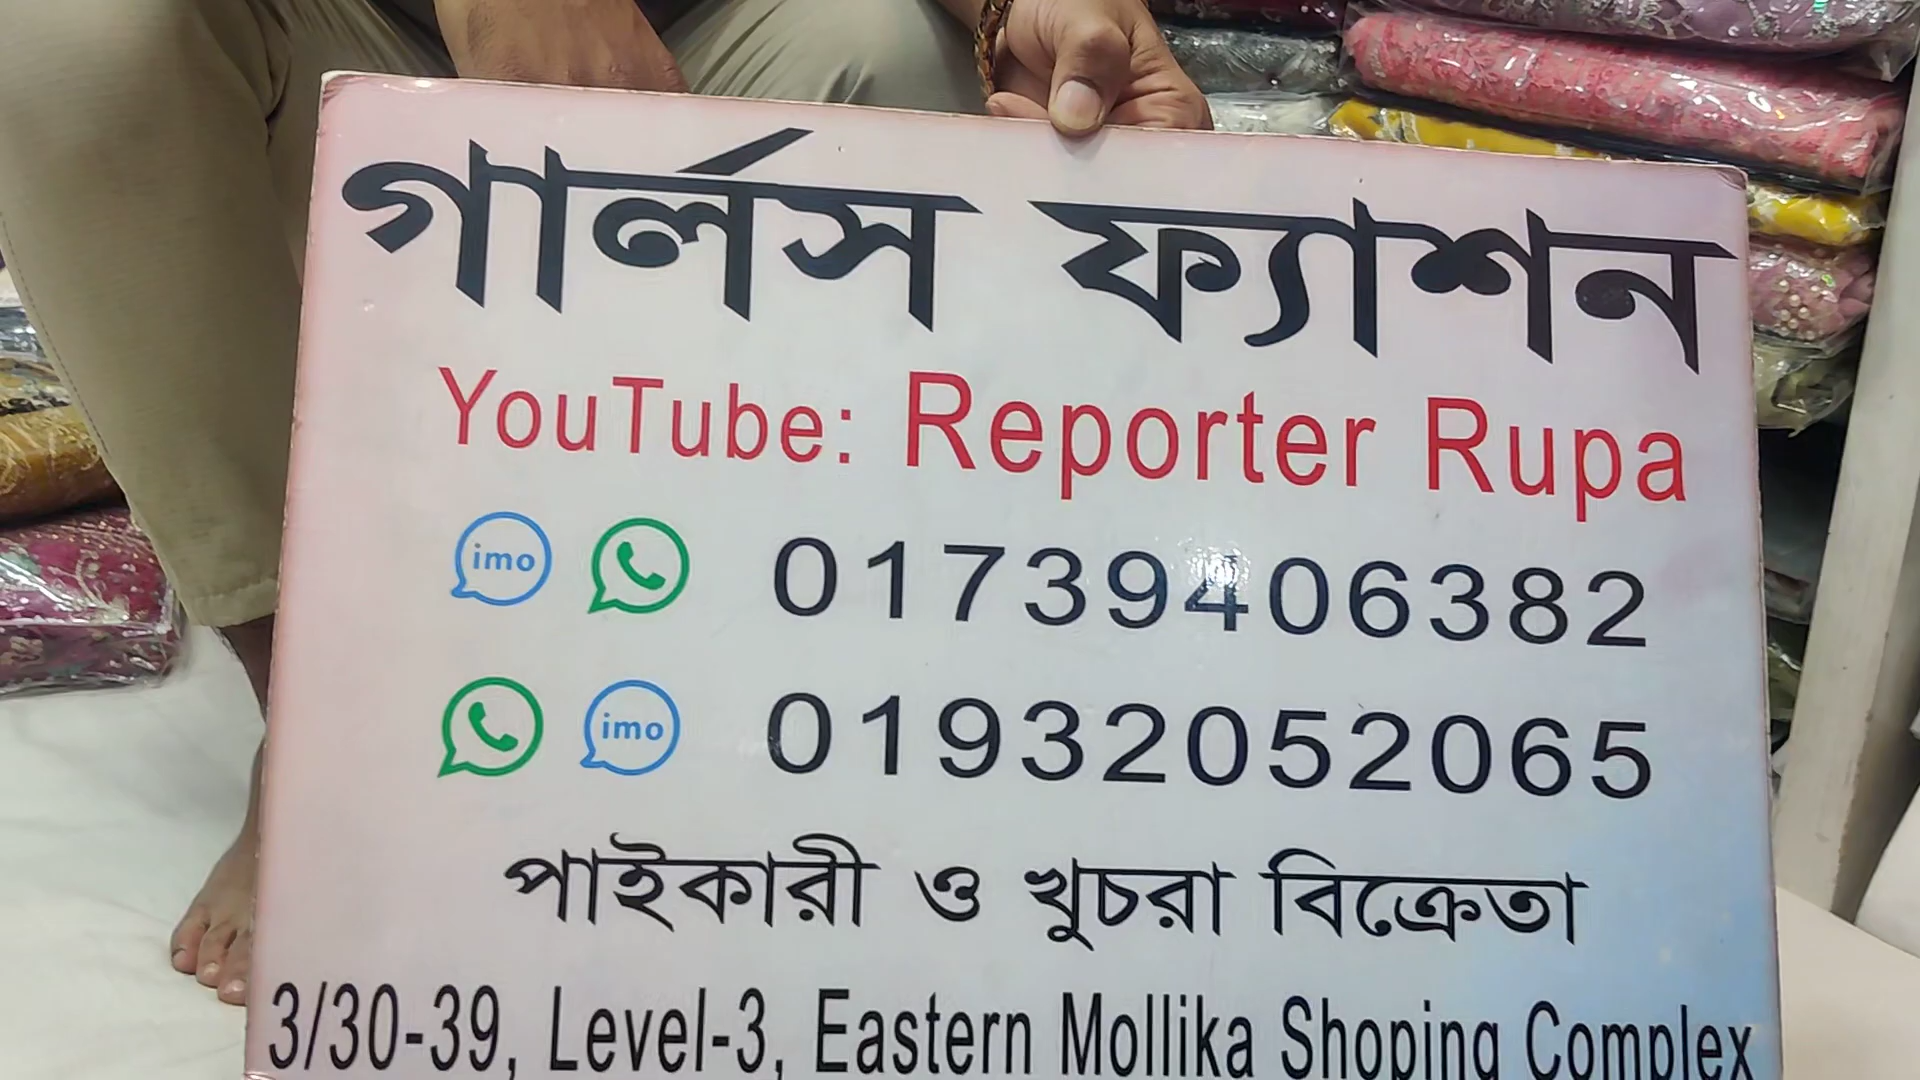 গার্লস ফ্যাশন
YouTube: Reporter Rupa
imo 01739406382
imo 01932052065
পাইকারী ও খুচরা বিক্রেতা
3/30-39, Level-3, Eastern Mollika Shoping Complex